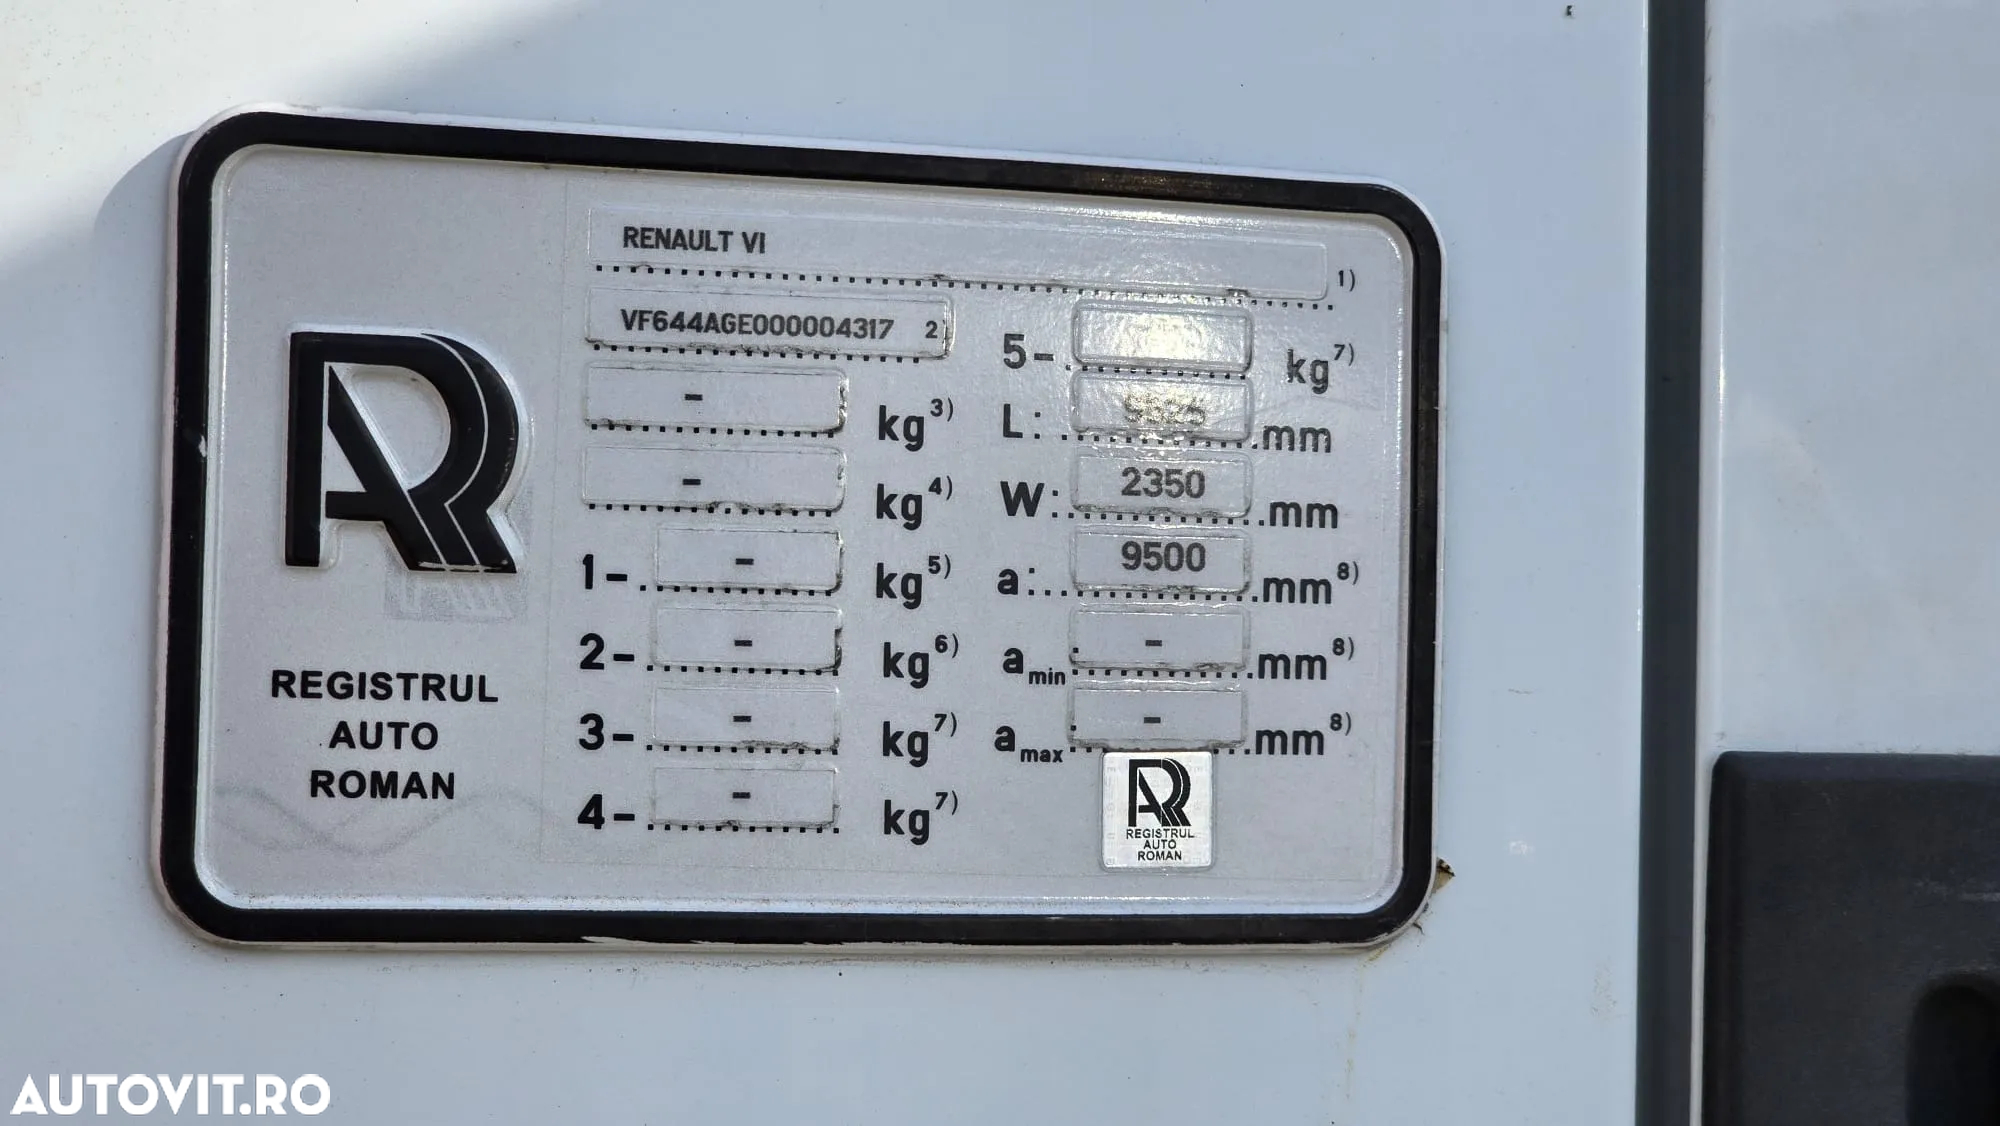 RENAULT VI
1)
VF644AGE000004317 2)
5- kg7)
- kg3)
L: mm
- kg4)
W: 2350 mm
1- - kg5)
a: 9500 mm8)
2- - kg6)
amin - mm8)
3- - kg7)
amax - mm8)
4- - kg7)
REGISTRUL
AUTO
ROMAN
REGISTRUL
AUTO
ROMAN
AUTOVIT.RO